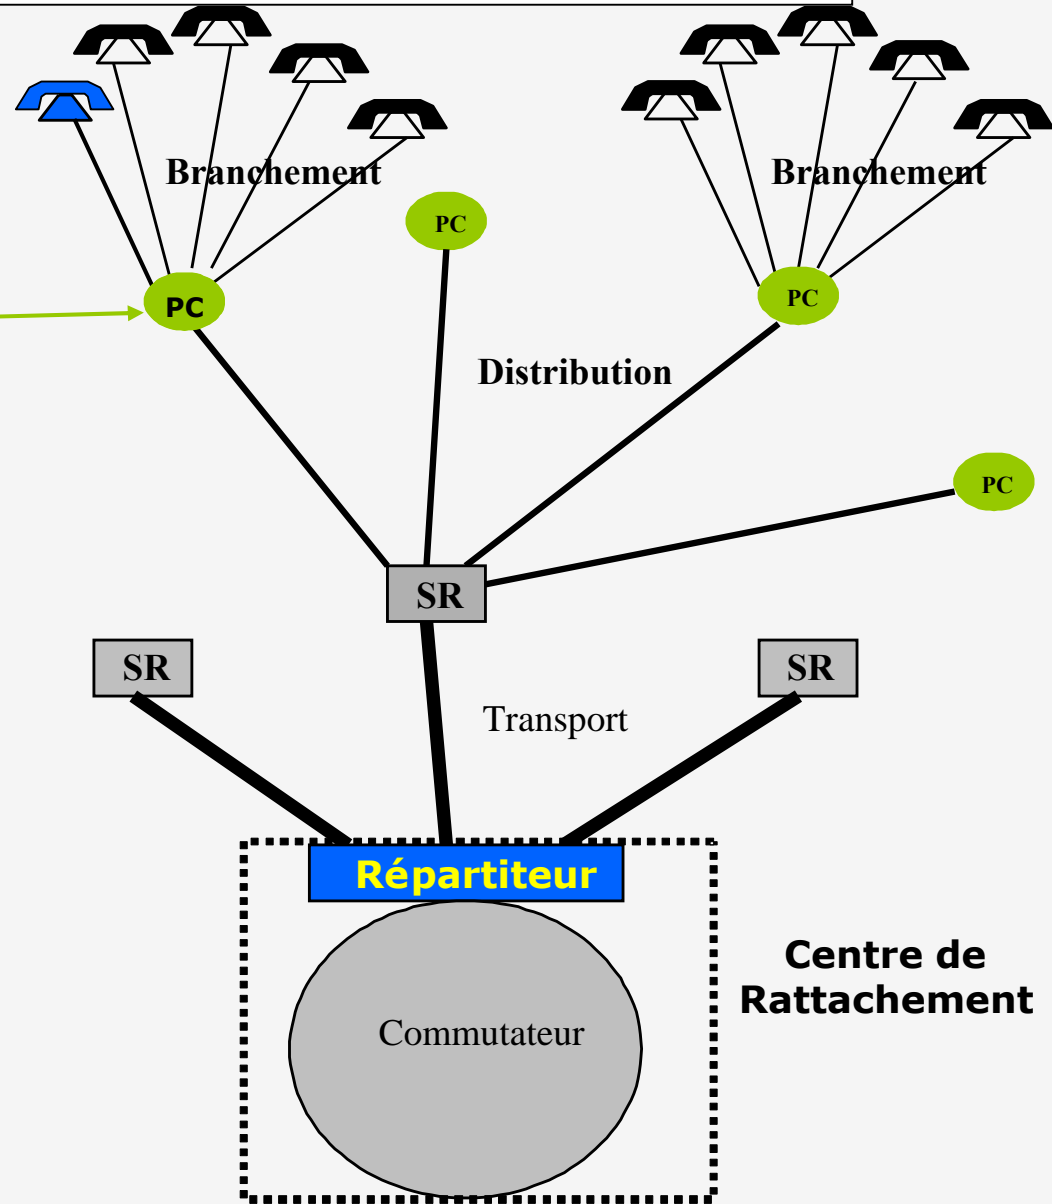 Branchement
Branchement
PC
PC
PC
Distribution
PC
SR
SR
SR
Transport
Répartiteur
Centre de
Rattachement
Commutateur